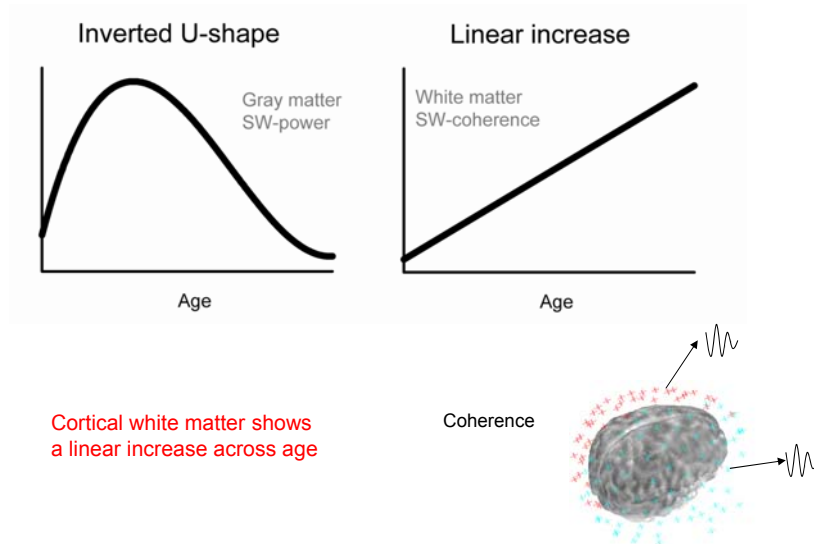 Inverted U-shape
Linear increase
Gray matter
SW-power
White matter
SW-coherence
Age
Age
Cortical white matter shows
a linear increase across age
Coherence